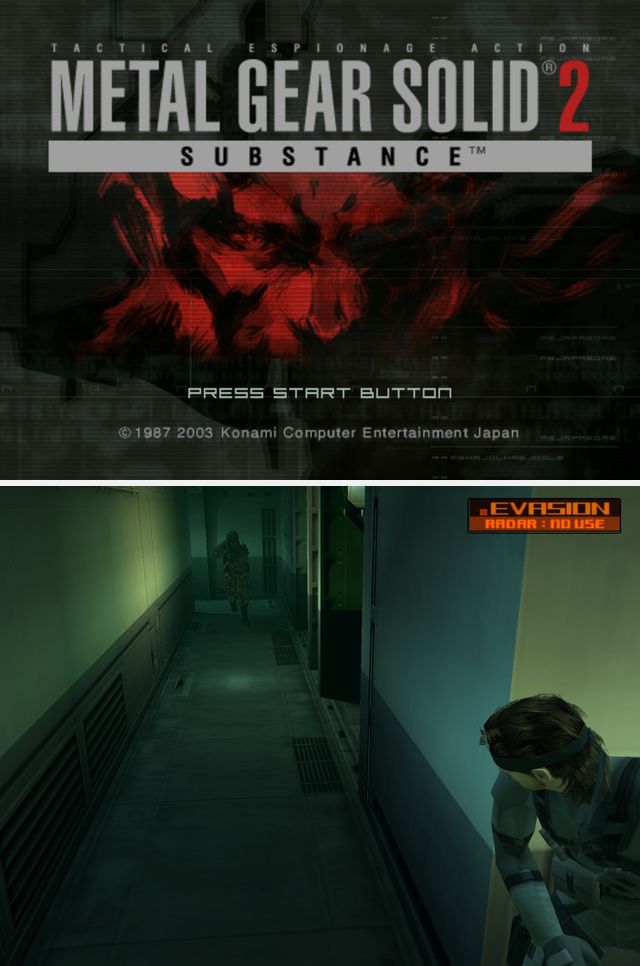 TACTICAL ESPIONAGE ACTION
METAL GEAR SOLID® 2
SUBSTANCE™
PRESS START BUTTON
©1987 2003 Konami Computer Entertainment Japan
.EVASION
RADAR : NO USE